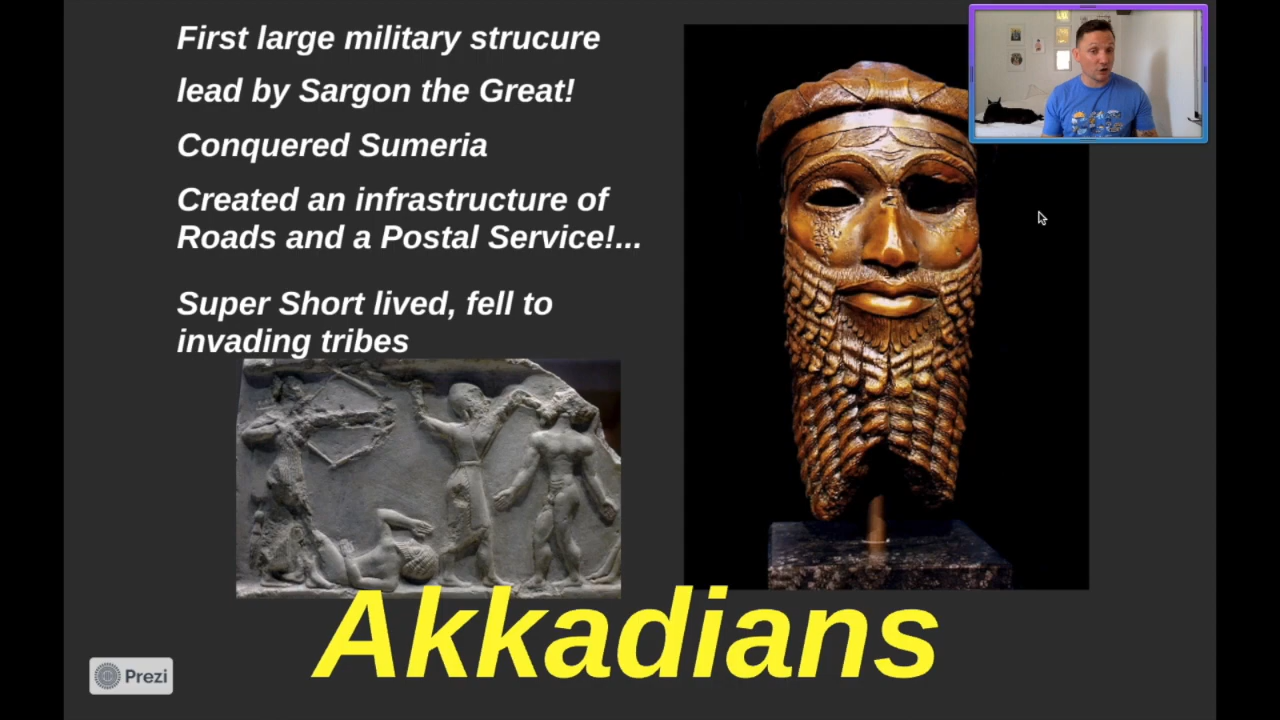 First large military strucure
lead by Sargon the Great!
Conquered Sumeria
Created an infrastructure of
Roads and a Postal Service!...
Super Short lived, fell to
invading tribes
Akkadians
Prezi